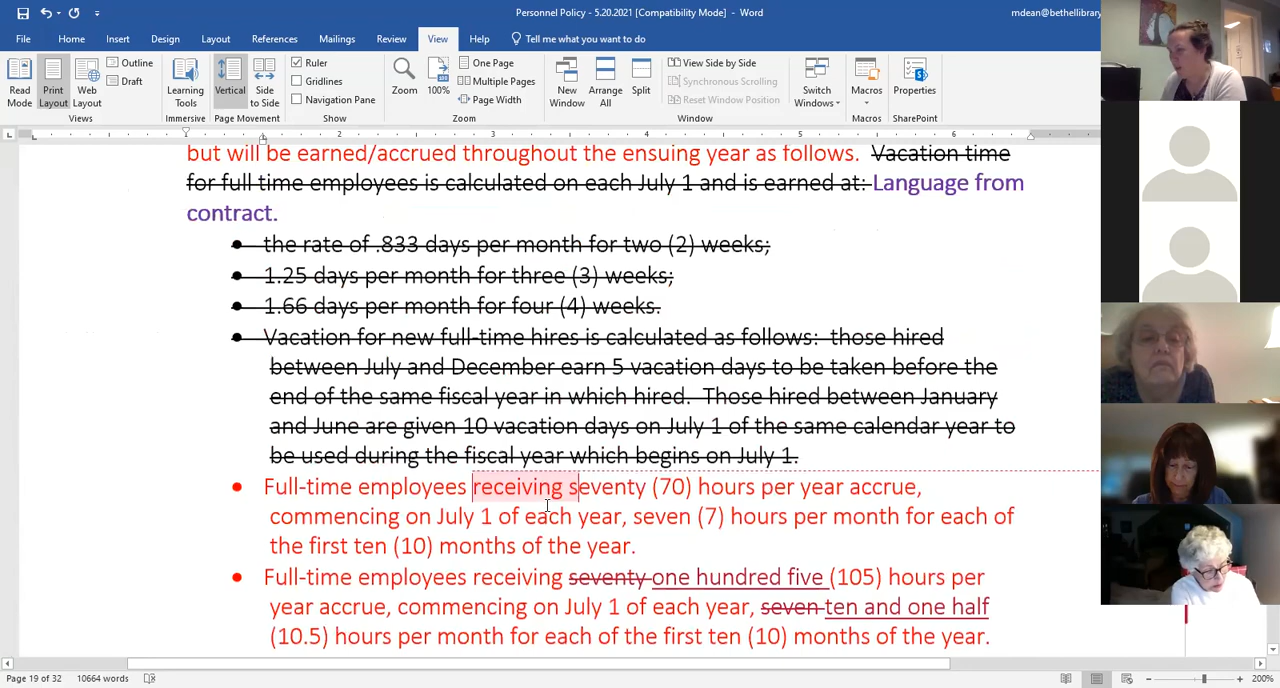 Personnel Policy - 5.20.2021 [Compatibility Mode] - Word
mdean@bethellibrary
File Home Insert Design Layout References Mailings Review View Help Tell me what you want to do
Read Mode
Print Layout
Web Layout
Outline
Draft
Views
Learning Tools
Immersive
Vertical
Side to Side
Page Movement
Ruler
Gridlines
Navigation Pane
Show
Zoom
100%
One Page
Multiple Pages
Page Width
Zoom
New Window
Arrange All
Split
View Side by Side
Synchronous Scrolling
Reset Window Position
Window
Switch Windows
Macros
Macros
Properties
SharePoint
2 3 4 5 6
but will be earned/accrued throughout the ensuing year as follows. Vacation time
for full time employees is calculated on each July 1 and is earned at: Language from
contract.
• the rate of .833 days per month for two (2) weeks;
• 1.25 days per month for three (3) weeks;
• 1.66 days per month for four (4) weeks.
• Vacation for new full-time hires is calculated as follows: those hired
between July and December earn 5 vacation days to be taken before the
end of the same fiscal year in which hired. Those hired between January
and June are given 10 vacation days on July 1 of the same calendar year to
be used during the fiscal year which begins on July 1.
• Full-time employees receiving seventy (70) hours per year accrue,
commencing on July 1 of each year, seven (7) hours per month for each of
the first ten (10) months of the year.
• Full-time employees receiving seventy one hundred five (105) hours per
year accrue, commencing on July 1 of each year, seven ten and one half
(10.5) hours per month for each of the first ten (10) months of the year.
Page 19 of 32 10664 words
200%